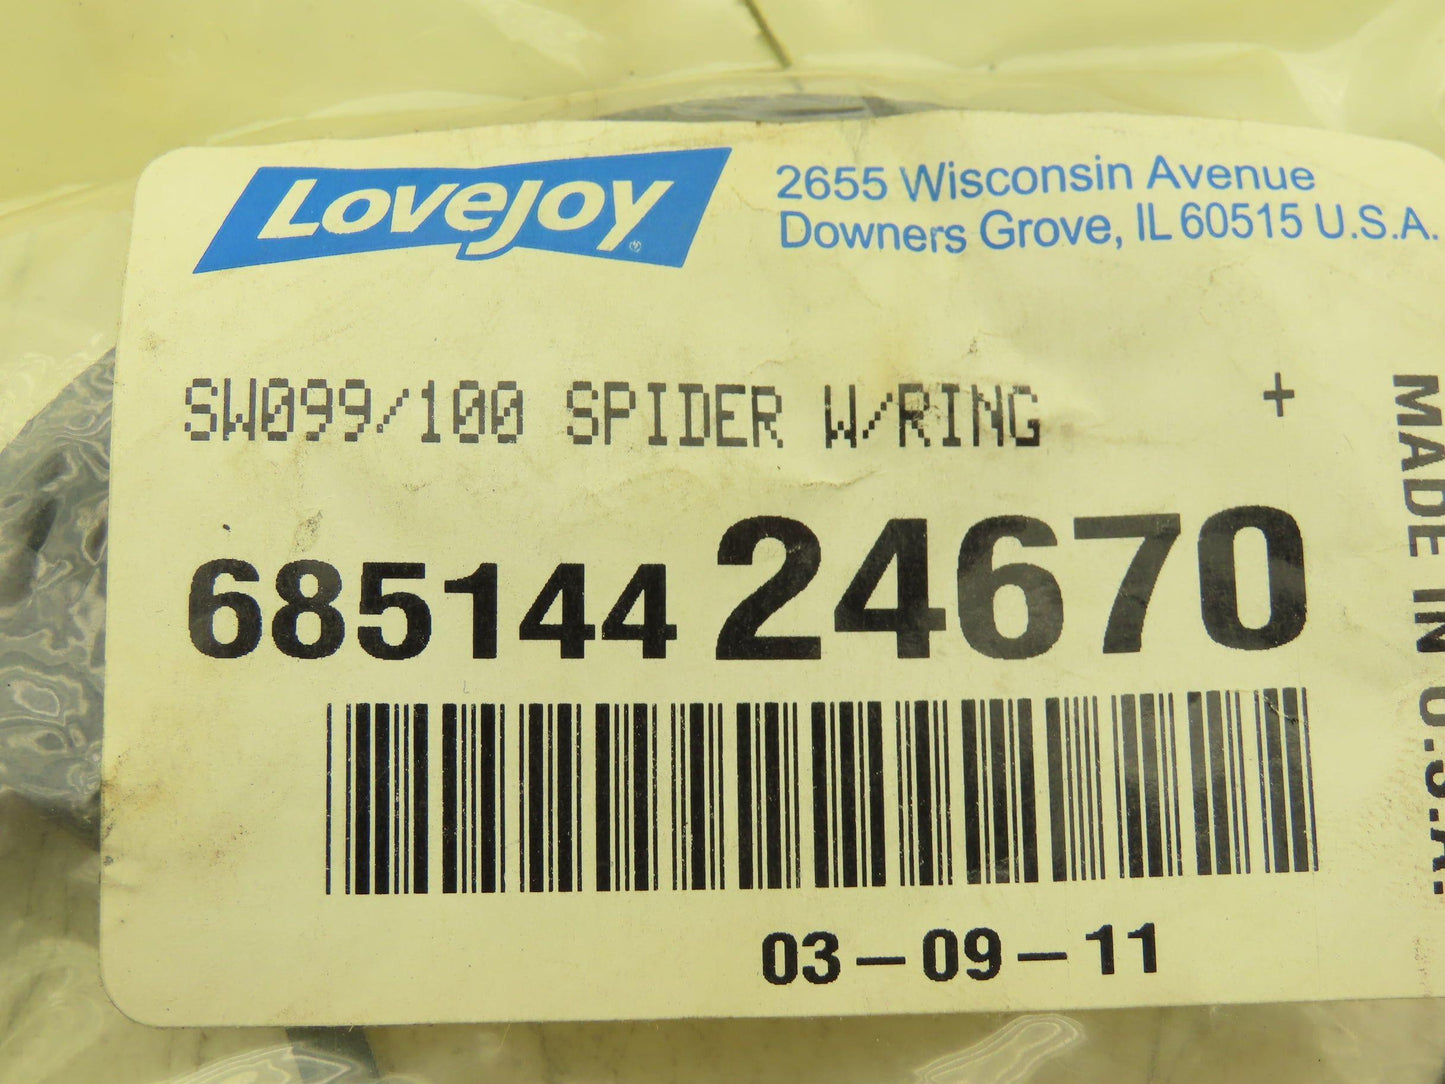 LOVEJOY®
2655 Wisconsin Avenue
Downers Grove, IL 60515 U.S.A.
SW099/100 SPIDER W/RING +
685144 24670
03-09-11
MADE IN U.S.A.